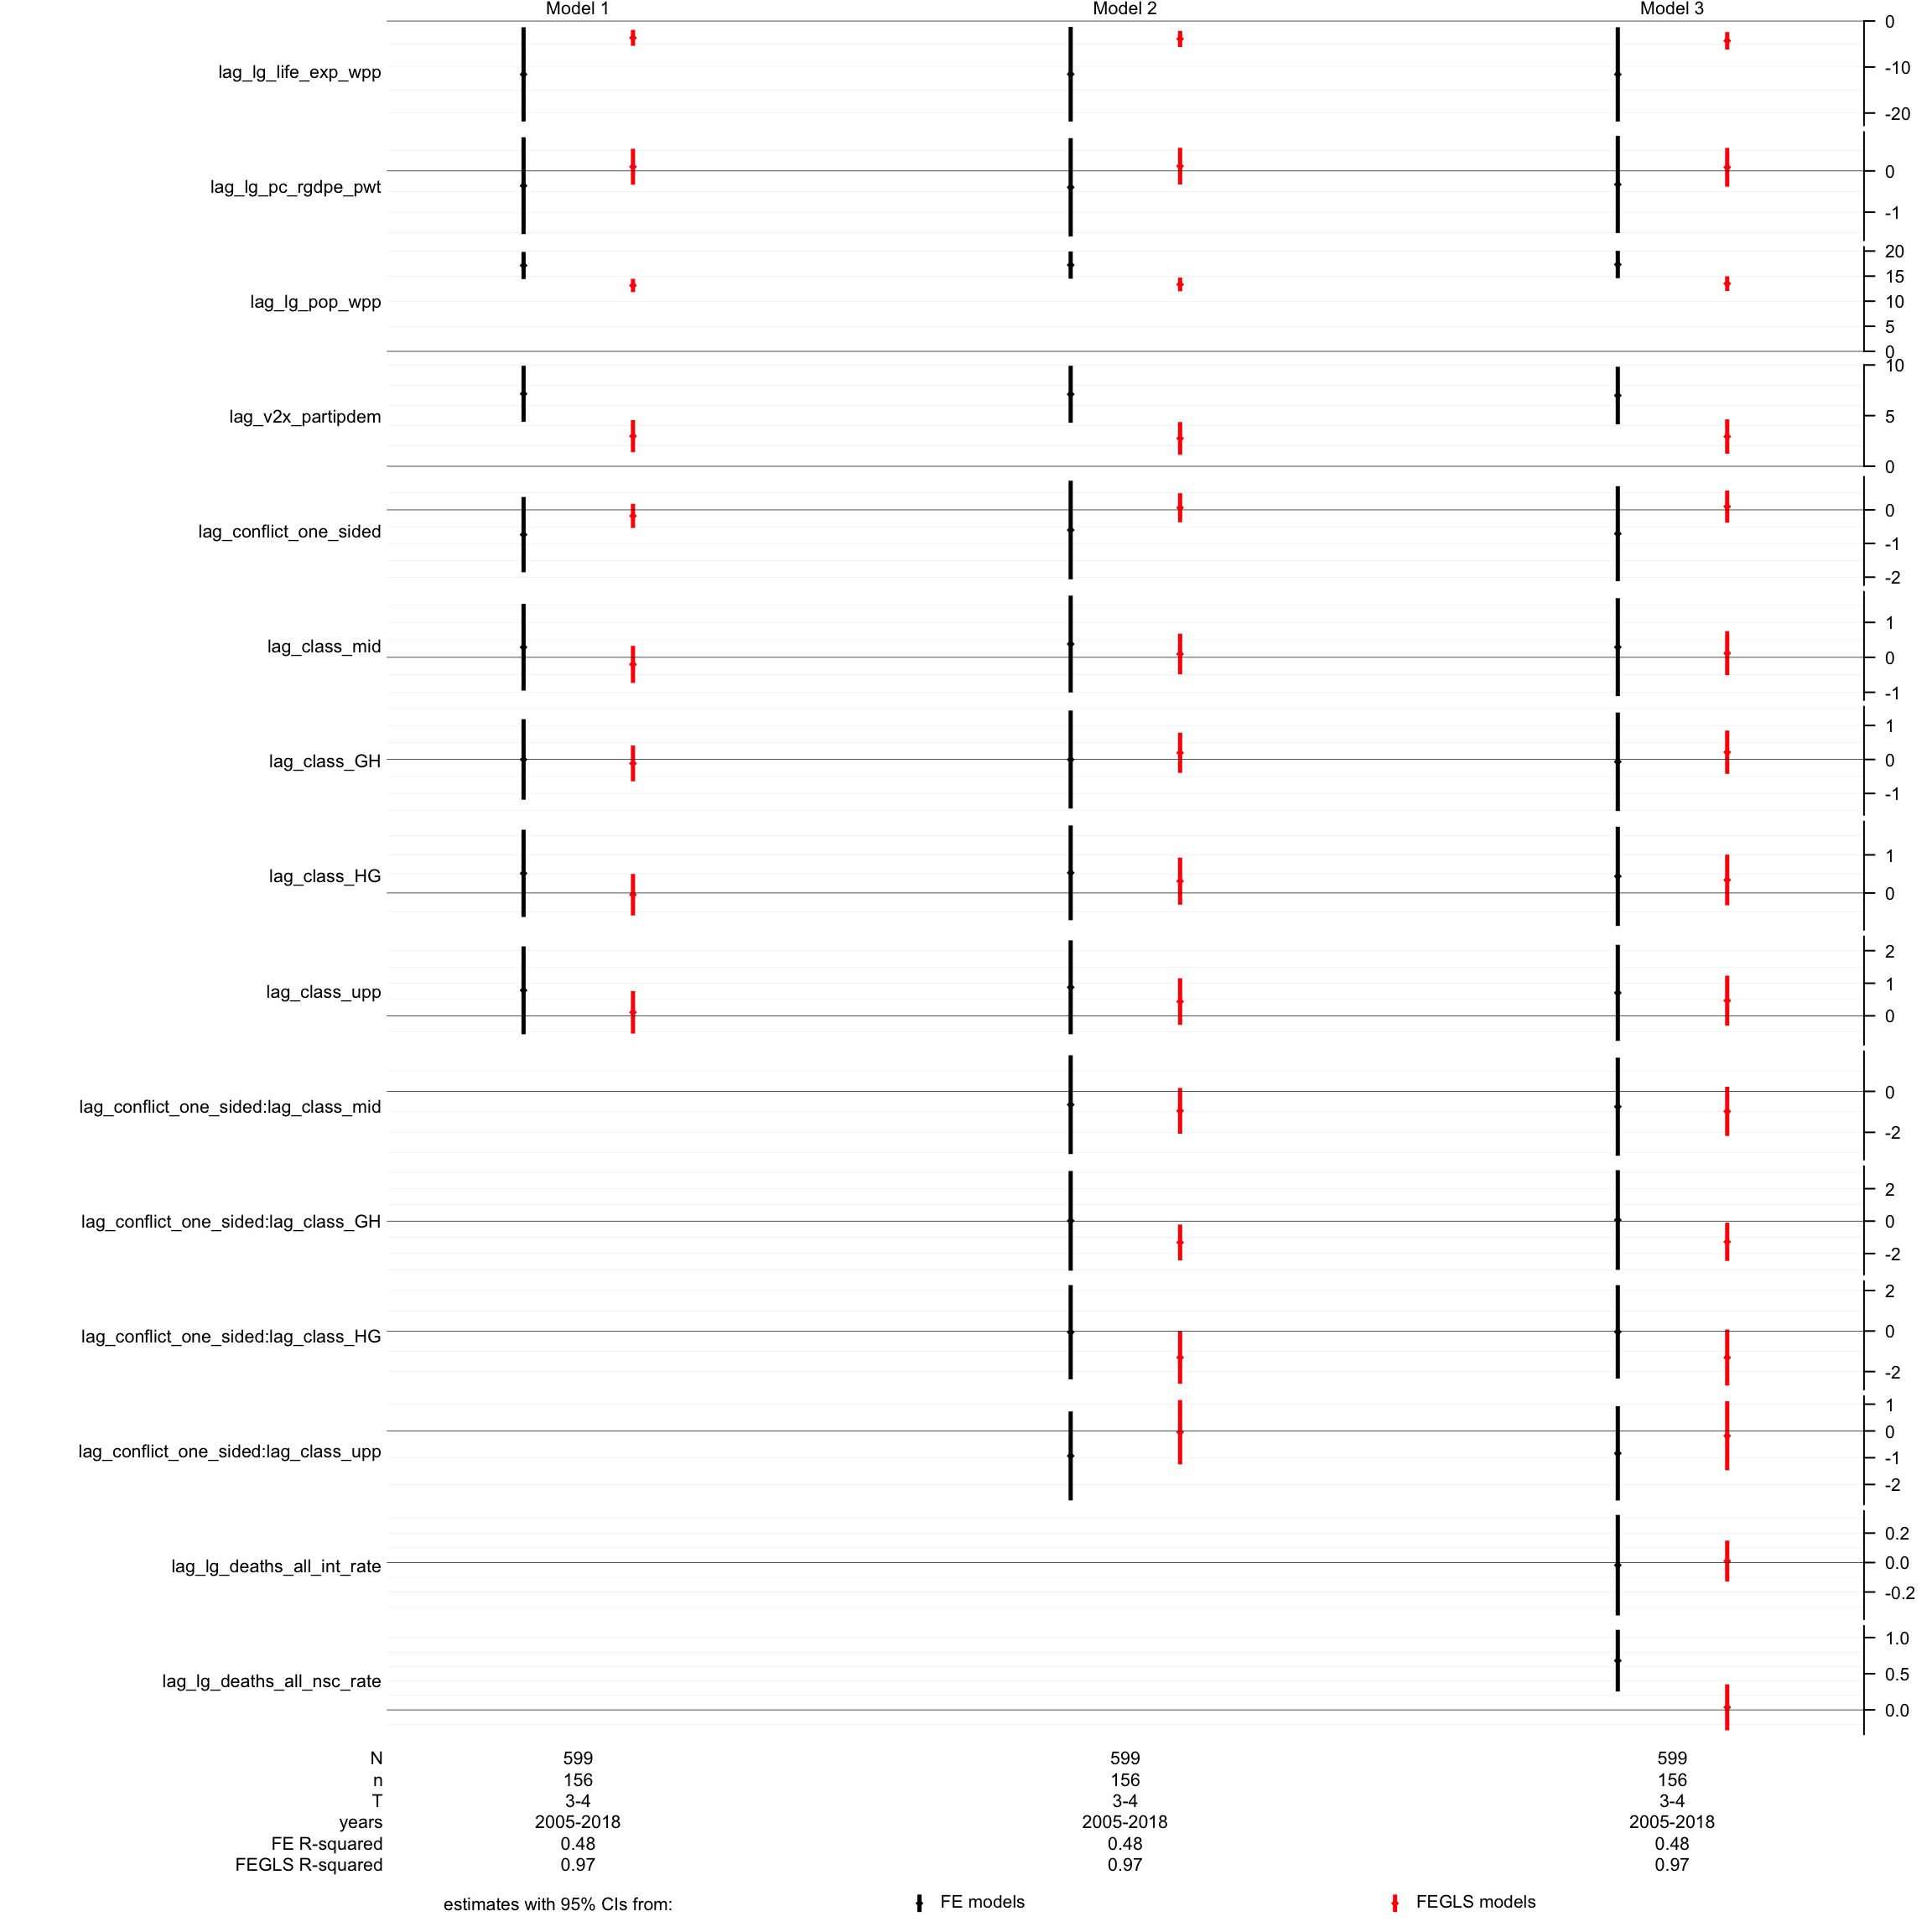 Model 1 Model 2 Model 3
lag_lg_life_exp_wpp
0
-10
-20
lag_lg_pc_rgdpe_pwt
0
-1
lag_lg_pop_wpp
20
15
10
5
0
lag_v2x_partipdem
10
5
0
lag_conflict_one_sided
0
-1
-2
lag_class_mid
1
0
-1
lag_class_GH
1
0
-1
lag_class_HG
1
0
lag_class_upp
2
1
0
lag_conflict_one_sided:lag_class_mid
0
-2
lag_conflict_one_sided:lag_class_GH
2
0
-2
lag_conflict_one_sided:lag_class_HG
2
0
-2
lag_conflict_one_sided:lag_class_upp
1
0
-1
-2
lag_lg_deaths_all_int_rate
0.2
0.0
-0.2
lag_lg_deaths_all_nsc_rate
1.0
0.5
0.0
N 599 599 599
n 156 156 156
T 3-4 3-4 3-4
years 2005-2018 2005-2018 2005-2018
FE R-squared 0.48 0.48 0.48
FEGLS R-squared 0.97 0.97 0.97
estimates with 95% CIs from: FE models FEGLS models